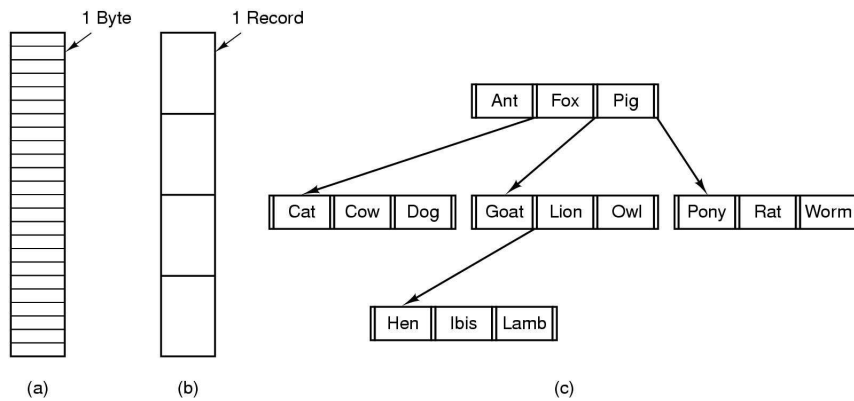 1 Byte
1 Record
Ant Fox Pig
Cat Cow Dog
Goat Lion Owl
Pony Rat Worm
Hen Ibis Lamb
(a)
(b)
(c)